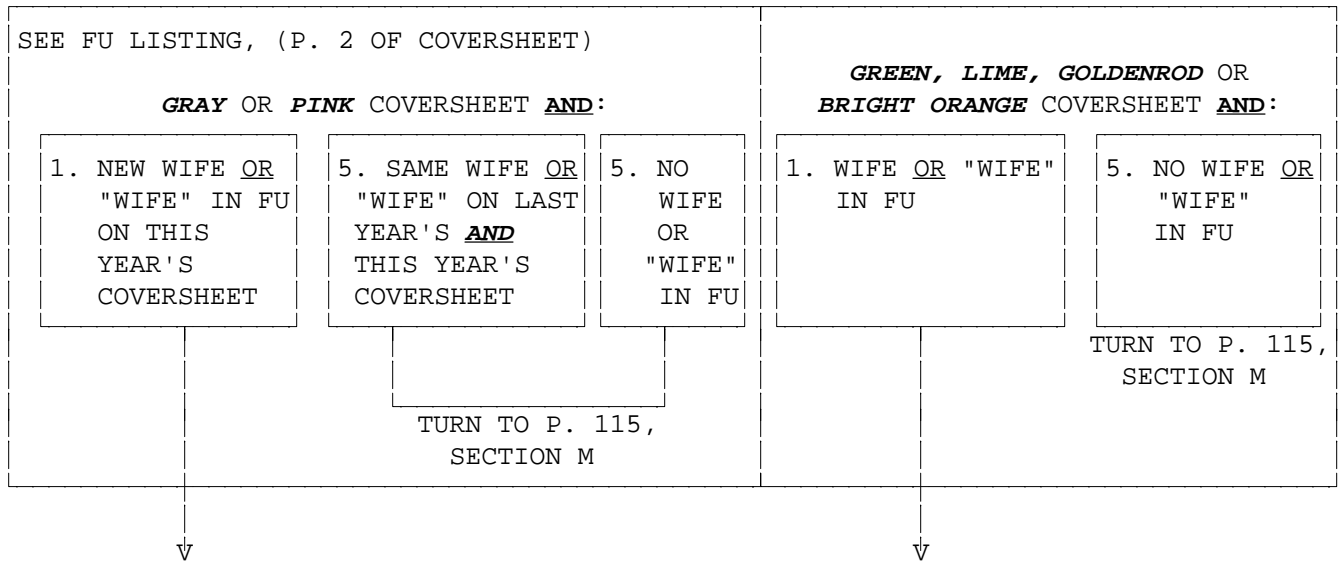 SEE FU LISTING, (P. 2 OF COVERSHEET)
GRAY OR PINK COVERSHEET AND:
1. NEW WIFE OR
"WIFE" IN FU
ON THIS
YEAR'S
COVERSHEET
5. SAME WIFE OR
"WIFE" ON LAST
YEAR'S AND
THIS YEAR'S
COVERSHEET
5. NO
WIFE
OR
"WIFE"
IN FU
TURN TO P. 115,
SECTION M
GREEN, LIME, GOLDENROD OR
BRIGHT ORANGE COVERSHEET AND:
1. WIFE OR "WIFE"
IN FU
5. NO WIFE OR
"WIFE"
IN FU
TURN TO P. 115,
SECTION M